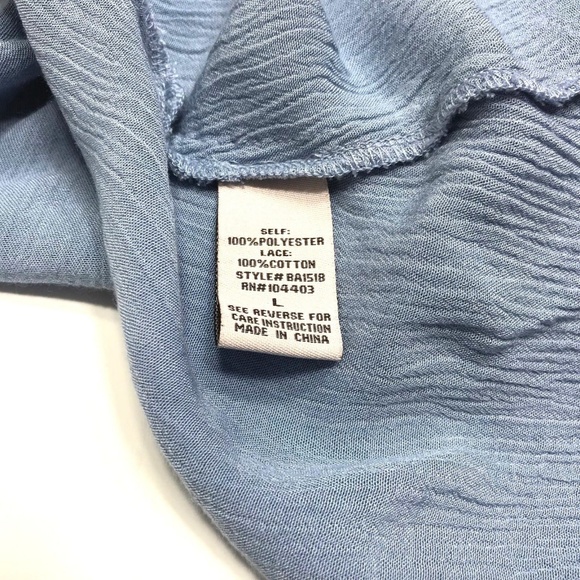 SELF:
100%POLYESTER
LACE:
100%COTTON
STYLE# BA1518
RN#104403
L
SEE REVERSE FOR
CARE INSTRUCTION
MADE IN CHINA